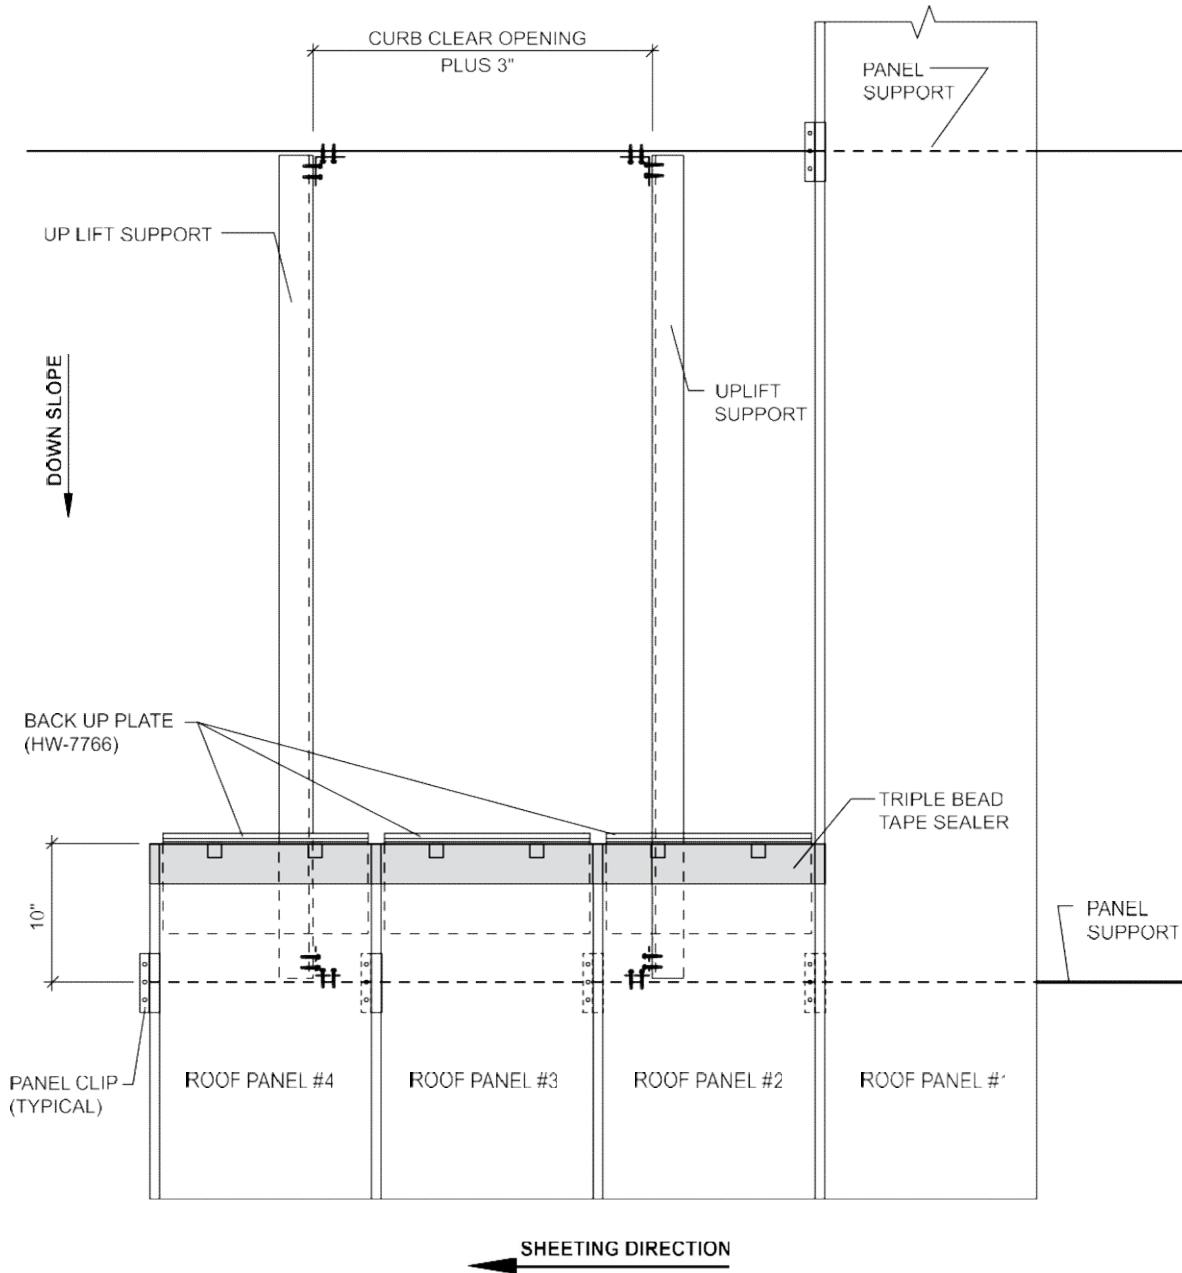 CURB CLEAR OPENING
PLUS 3"
PANEL
SUPPORT
UP LIFT SUPPORT
DOWN SLOPE
UPLIFT
SUPPORT
BACK UP PLATE
(HW-7766)
TRIPLE BEAD
TAPE SEALER
10"
PANEL
SUPPORT
PANEL CLIP
(TYPICAL)
ROOF PANEL #4
ROOF PANEL #3
ROOF PANEL #2
ROOF PANEL #1
SHEETING DIRECTION